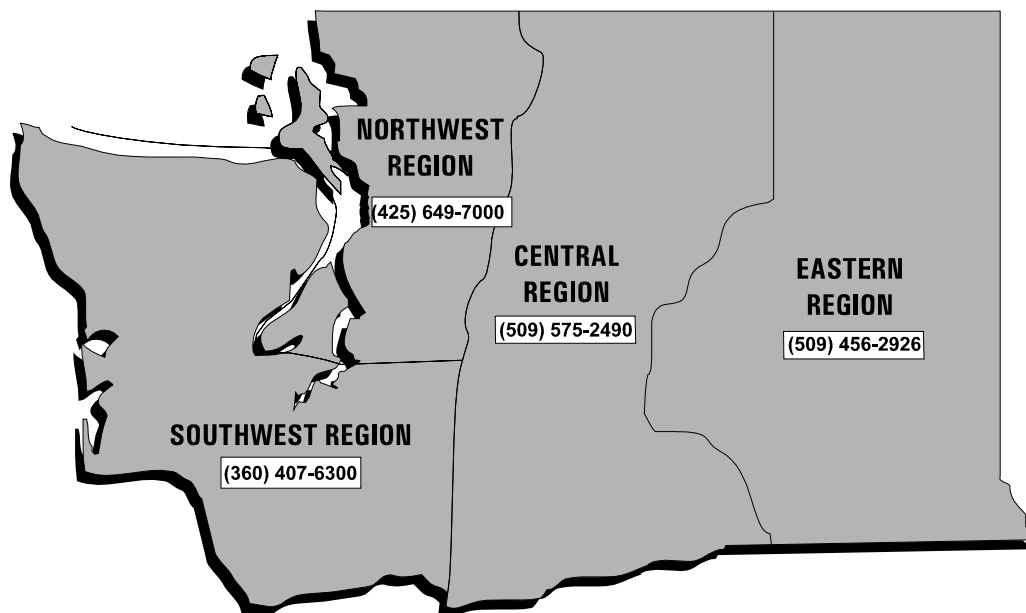 NORTHWEST
REGION
(425) 649-7000
CENTRAL
REGION
(509) 575-2490
EASTERN
REGION
(509) 456-2926
SOUTHWEST REGION
(360) 407-6300